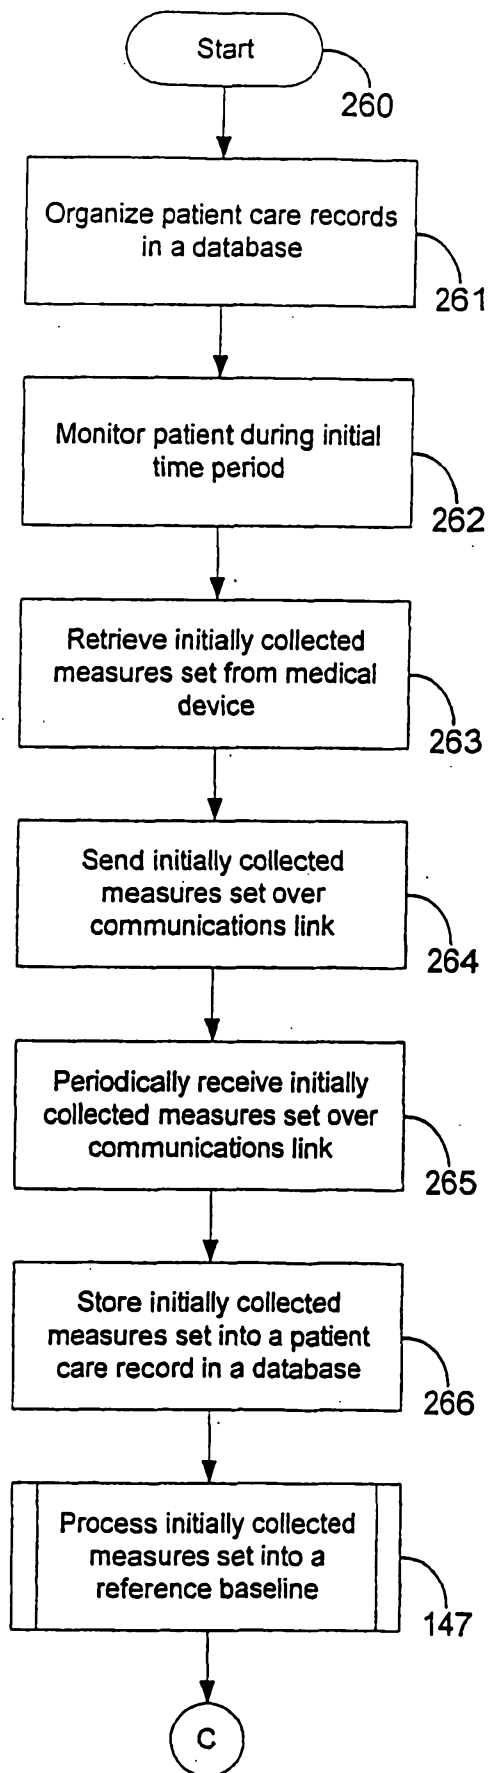 Start
260
Organize patient care records
in a database
261
Monitor patient during initial
time period
262
Retrieve initially collected
measures set from medical
device
263
Send initially collected
measures set over
communications link
264
Periodically receive initially
collected measures set over
communications link
265
Store initially collected
measures set into a patient
care record in a database
266
Process initially collected
measures set into a
reference baseline
147
C